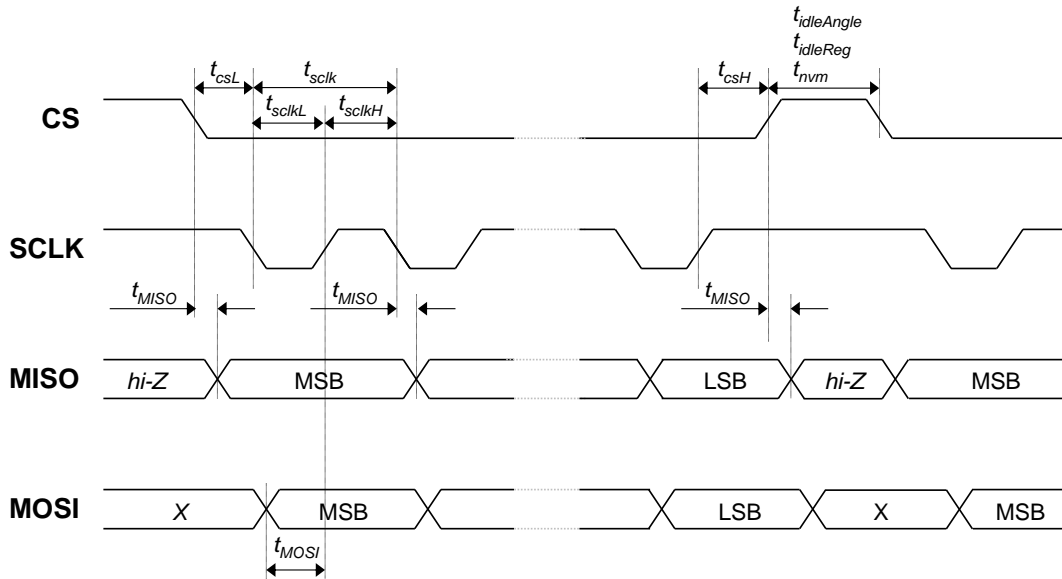 t_idleAngle
t_idleReg
t_csL t_sclk t_csH t_nvm
CS t_sclkL t_sclkH
SCLK
t_MISO t_MISO t_MISO
MISO hi-Z MSB LSB hi-Z MSB
MOSI X MSB LSB X MSB
t_MOSI